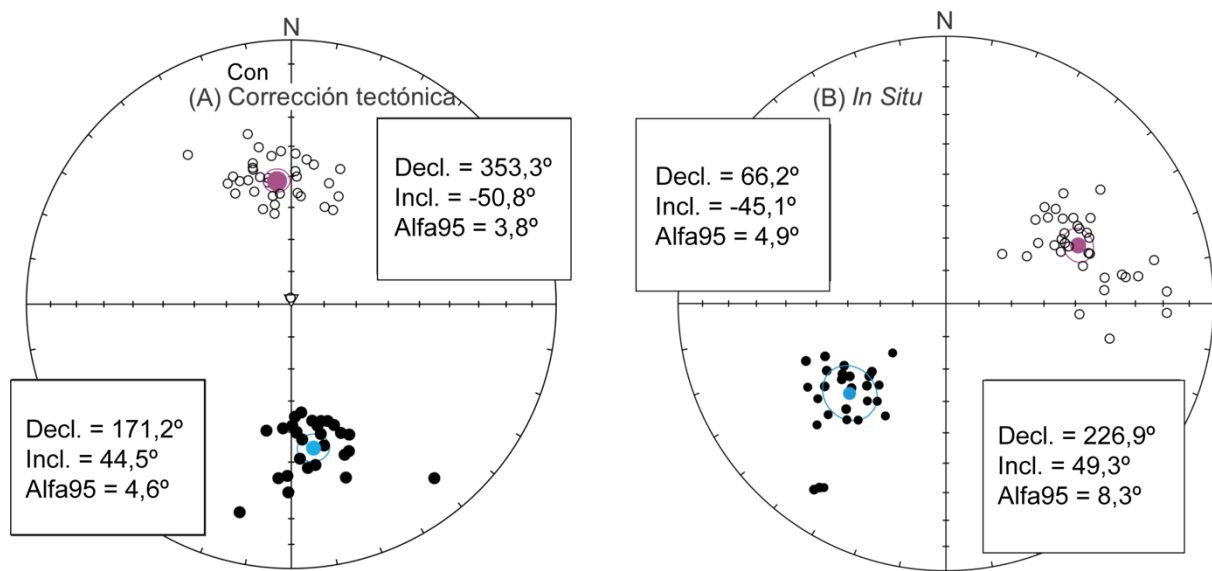 N
Con
(A) Corrección tectónica
Decl. = 353,3º
Incl. = -50,8º
Alfa95 = 3,8º
Decl. = 171,2º
Incl. = 44,5º
Alfa95 = 4,6º
N
(B) In Situ
Decl. = 66,2º
Incl. = -45,1º
Alfa95 = 4,9º
Decl. = 226,9º
Incl. = 49,3º
Alfa95 = 8,3º